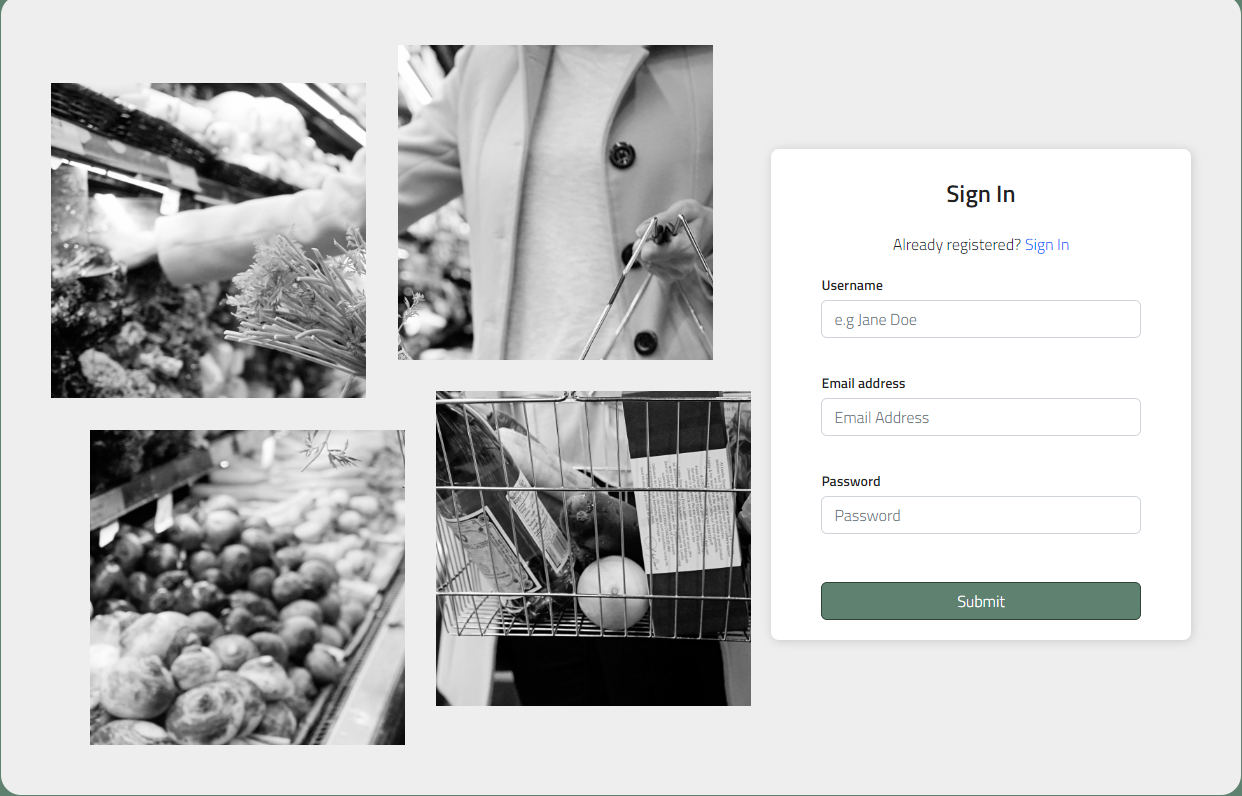 Sign In
Already registered? Sign In
Username
e.g Jane Doe
Email address
Email Address
Password
Password
Submit